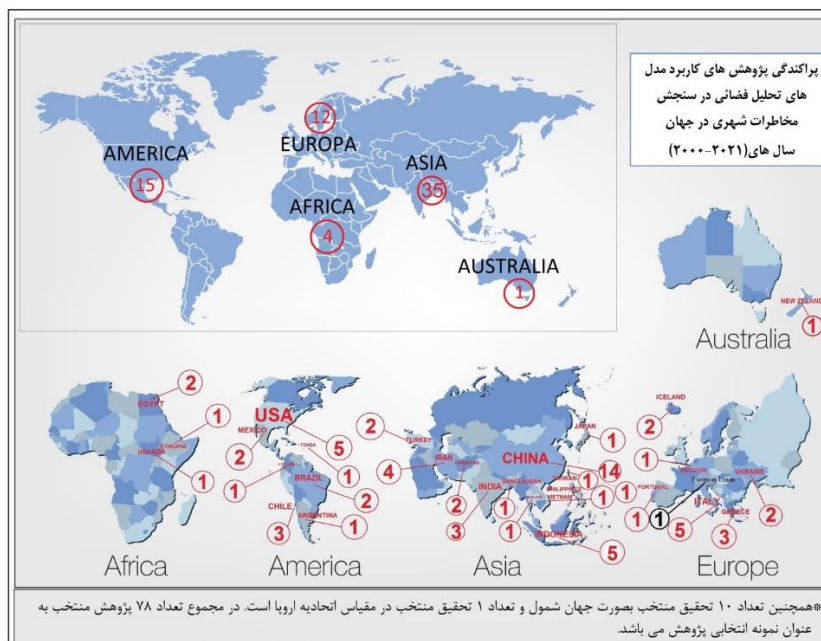 پراکندگی پژوهش های کاربرد مدل
های تحلیل فضائی در سنجش
مخاطرات شهری در جهان
سال های(۲۰۲۱-۲۰۰۰)
12
EUROPA
AMERICA
15
ASIA
35
AFRICA
4
AUSTRALIA
1
NEW ZELAND
1
Australia
EGYPT
2
ETHIOPIA
1
UGANDA
1
Africa
USA
5
MEXICO
2
1
1
BRAZIL
2
CHILE
3
ARGENTINA
1
America
TURKEY
2
IRAN
4
2
INDIA
3
CHINA
14
JAPAN
1
TAIWAN
1
PHILIPPINES
1
VIETNAM
1
BANGLADESH
1
1
INDONESIA
5
Asia
ICELAND
2
BELGIUM
1
European Union
1
UKRAINE
2
PORTUGAL
1
ITALY
5
GREECE
3
Europe
*همچنین تعداد ۱۰ تحقیق منتخب بصورت جهان شمول و تعداد ۱ تحقیق منتخب در مقیاس اتحادیه اروپا است. در مجموع تعداد ۷۸ پژوهش منتخب به
عنوان نمونه انتخابی پژوهش می باشد.